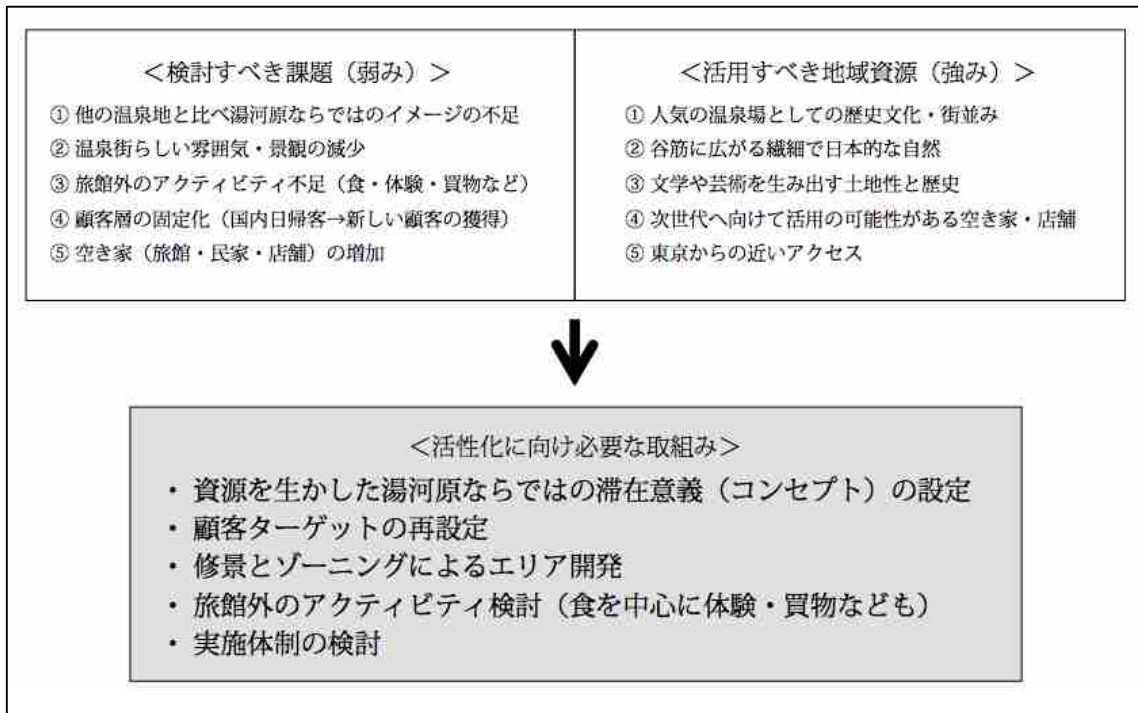 ＜検討すべき課題（弱み）＞
① 他の温泉地と比べ湯河原ならではのイメージの不足
② 温泉街らしい雰囲気・景観の減少
③ 旅館外のアクティビティ不足（食・体験・買物など）
④ 顧客層の固定化（国内日帰客→新しい顧客の獲得）
⑤ 空き家（旅館・民家・店舗）の増加
＜活用すべき地域資源（強み）＞
① 人気の温泉場としての歴史文化・街並み
② 谷筋に広がる繊細で日本的な自然
③ 文学や芸術を生み出す土地性と歴史
④ 次世代へ向けて活用の可能性がある空き家・店舗
⑤ 東京からの近いアクセス
＜活性化に向け必要な取組み＞
・ 資源を生かした湯河原ならではの滞在意義（コンセプト）の設定
・ 顧客ターゲットの再設定
・ 修景とゾーニングによるエリア開発
・ 旅館外のアクティビティ検討（食を中心に体験・買物なども）
・ 実施体制の検討